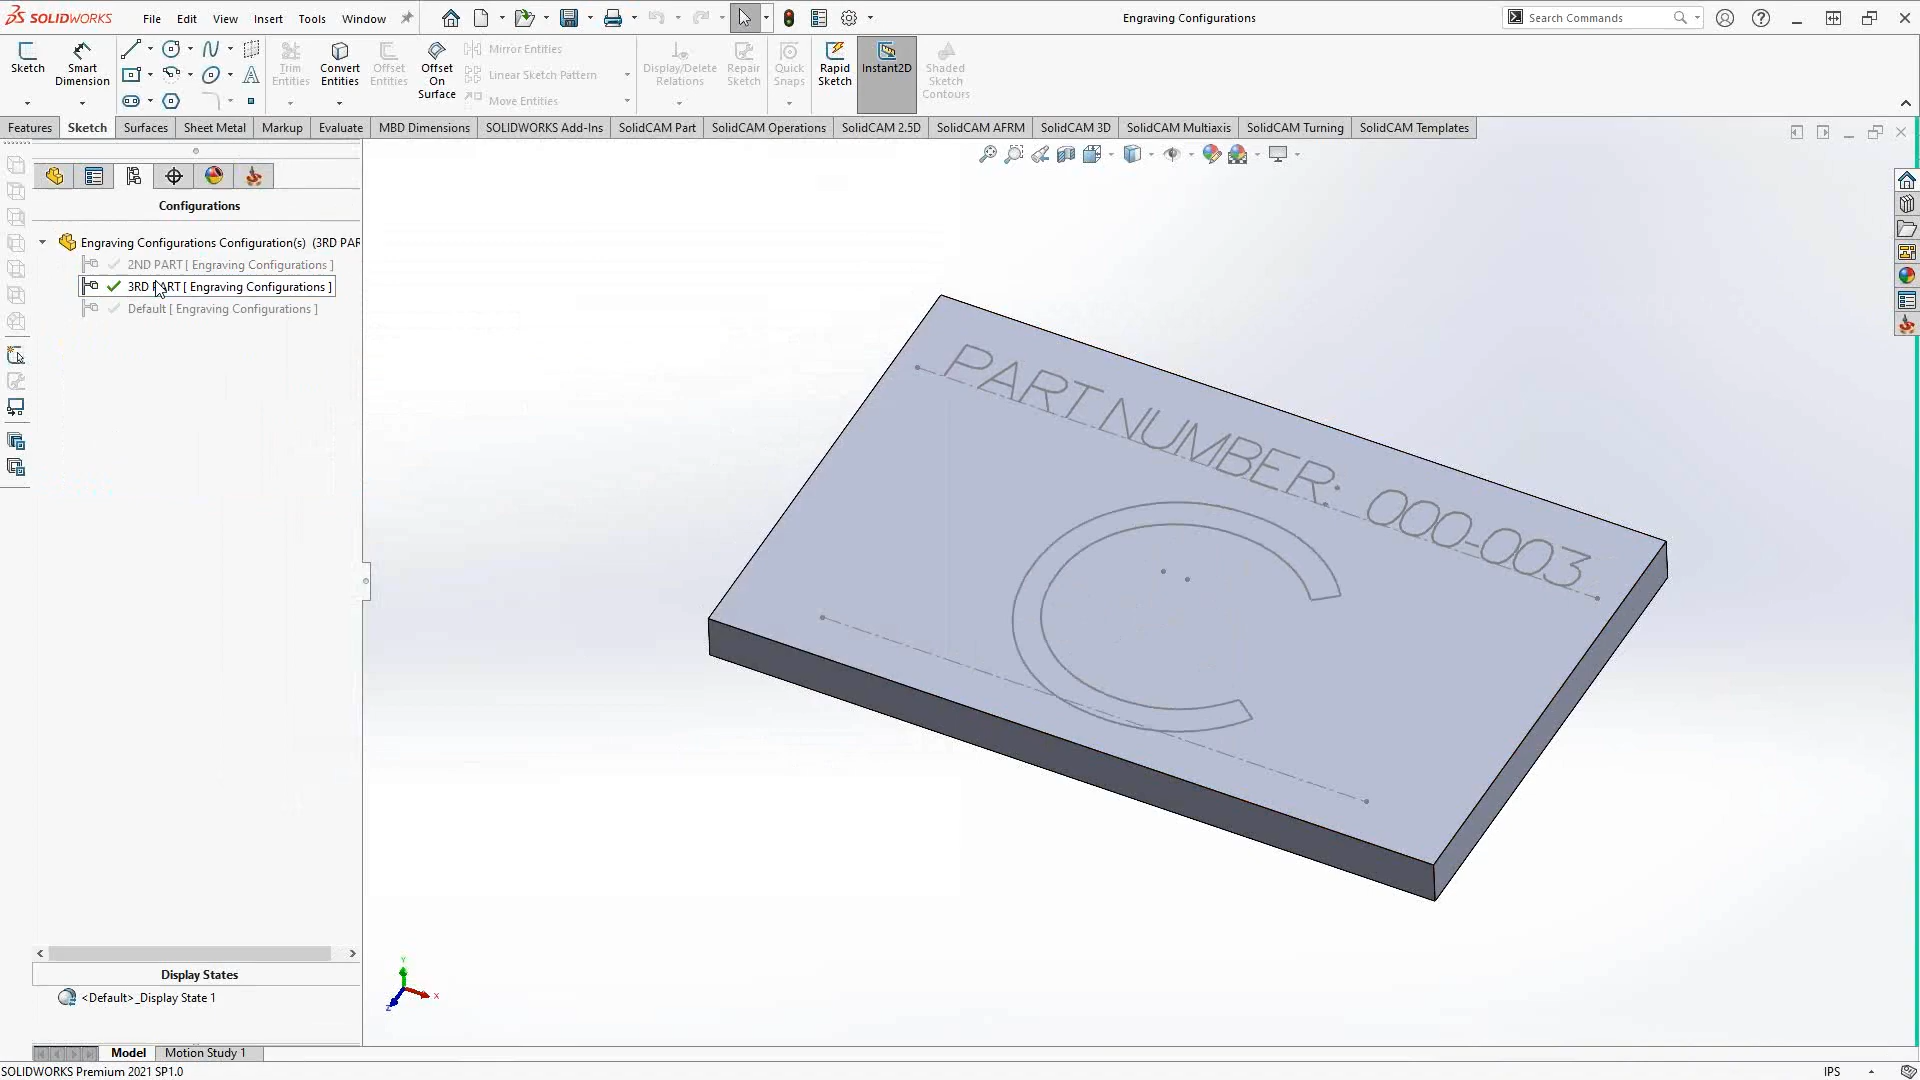 SOLIDWORKS
File Edit View Insert Tools Window
Engraving Configurations
Search Commands
Sketch
Smart Dimension
Trim Entities
Convert Entities
Offset Entities
Offset On Surface
Mirror Entities
Linear Sketch Pattern
Move Entities
Display/Delete Relations
Repair Sketch
Quick Snaps
Rapid Sketch
Instant2D
Shaded Sketch Contours
Features Sketch Surfaces Sheet Metal Markup Evaluate MBD Dimensions SOLIDWORKS Add-Ins SolidCAM Part SolidCAM Operations SolidCAM 2.5D SolidCAM AFRM SolidCAM 3D SolidCAM Multiaxis SolidCAM Turning SolidCAM Templates
Configurations
Engraving Configurations Configuration(s) (3RD PAR
2ND PART [ Engraving Configurations ]
3RD PART [ Engraving Configurations ]
Default [ Engraving Configurations ]
PART NUMBER: 000-003
C
Display States
<Default>_Display State 1
Y
X
Z
Model Motion Study 1
SOLIDWORKS Premium 2021 SP1.0
IPS